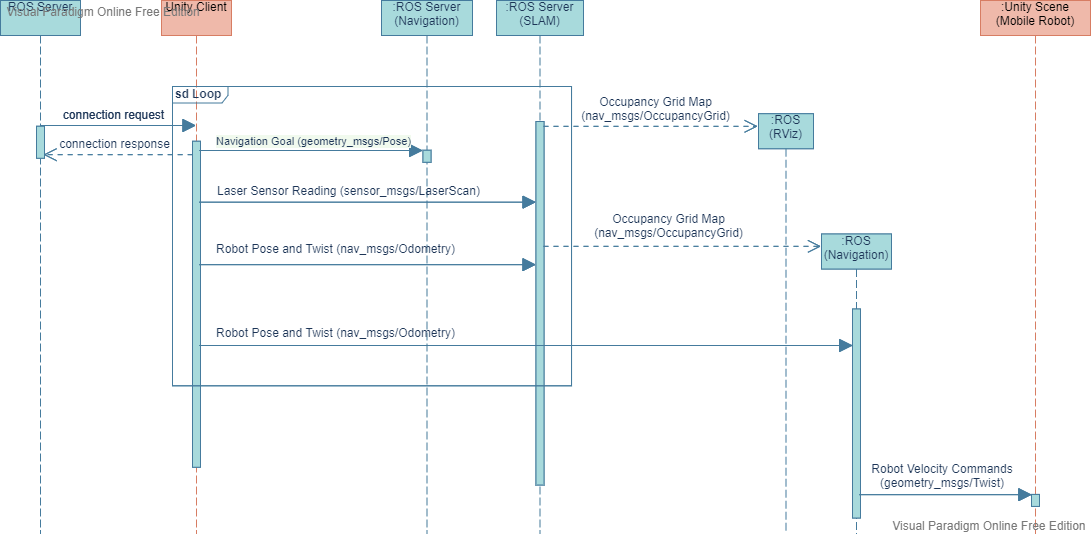 ROS Server
Unity Client
Visual Paradigm Online Free Edition
:ROS Server
(Navigation)
:ROS Server
(SLAM)
:Unity Scene
(Mobile Robot)
sd Loop
connection request
connection response
Navigation Goal (geometry_msgs/Pose)
Occupancy Grid Map
(nav_msgs/OccupancyGrid)
:ROS
(RViz)
Laser Sensor Reading (sensor_msgs/LaserScan)
Occupancy Grid Map
(nav_msgs/OccupancyGrid)
:ROS
(Navigation)
Robot Pose and Twist (nav_msgs/Odometry)
Robot Pose and Twist (nav_msgs/Odometry)
Robot Velocity Commands
(geometry_msgs/Twist)
Visual Paradigm Online Free Edition